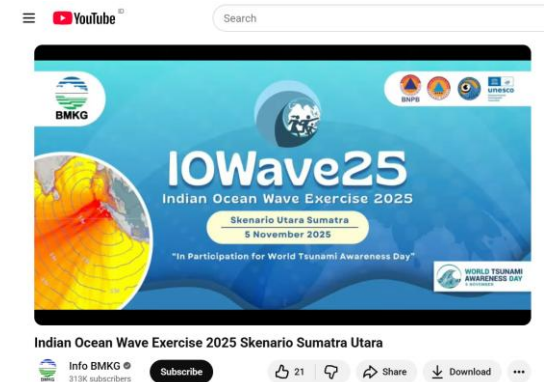 YouTube ID
Search
BMKG
BNPB
unesco
IOWave25
Indian Ocean Wave Exercise 2025
Skenario Utara Sumatra
5 November 2025
"In Participation for World Tsunami Awareness Day"
WORLD TSUNAMI
AWARENESS DAY
5 NOVEMBER
Indian Ocean Wave Exercise 2025 Skenario Sumatra Utara
Info BMKG
313K subscribers
Subscribe
21
Share
Download